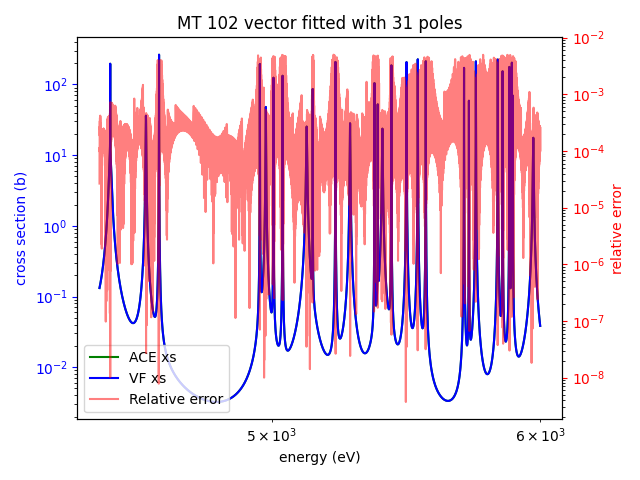 MT 102 vector fitted with 31 poles
10²
10¹
10⁰
10⁻¹
10⁻²
cross section (b)
10⁻²
10⁻³
10⁻⁴
10⁻⁵
10⁻⁶
10⁻⁷
10⁻⁸
relative error
ACE xs
VF xs
Relative error
5 × 10³
6 × 10³
energy (eV)